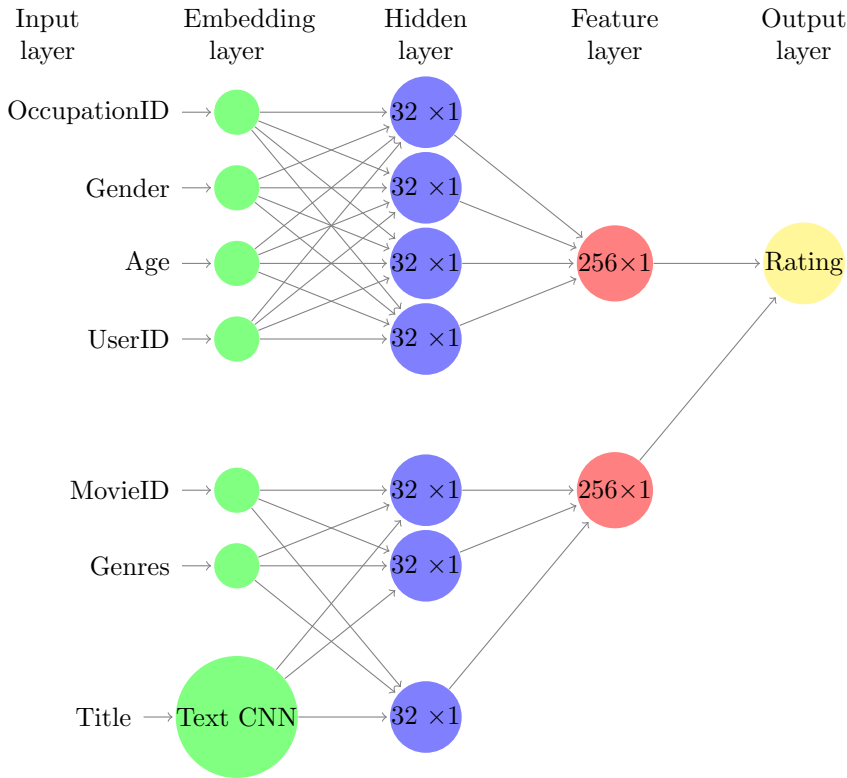 Input layer
Embedding layer
Hidden layer
Feature layer
Output layer
OccupationID
32 ×1
Gender
32 ×1
Age
32 ×1
256×1
Rating
UserID
32 ×1
MovieID
32 ×1
256×1
Genres
32 ×1
Title
Text CNN
32 ×1